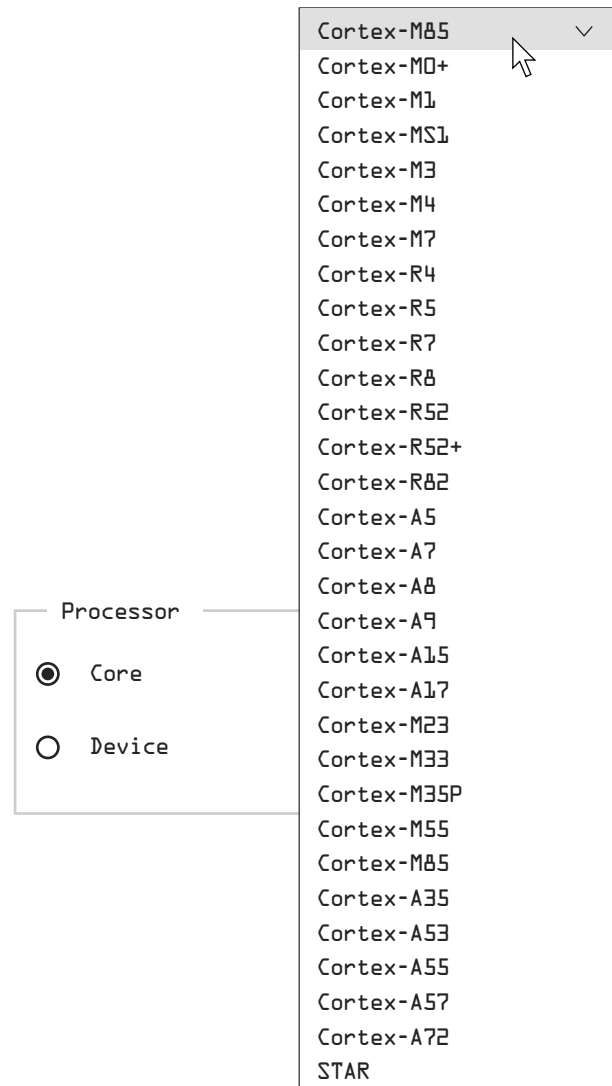 Cortex-M85
Cortex-M0+
Cortex-M1
Cortex-MS1
Cortex-M3
Cortex-M4
Cortex-M7
Cortex-R4
Cortex-R5
Cortex-R7
Cortex-R8
Cortex-R52
Cortex-R52+
Cortex-R82
Cortex-A5
Cortex-A7
Cortex-A8
Cortex-A9
Cortex-A15
Cortex-A17
Cortex-M23
Cortex-M33
Cortex-M35P
Cortex-M55
Cortex-M85
Cortex-A35
Cortex-A53
Cortex-A55
Cortex-A57
Cortex-A72
STAR
Processor
Core
Device